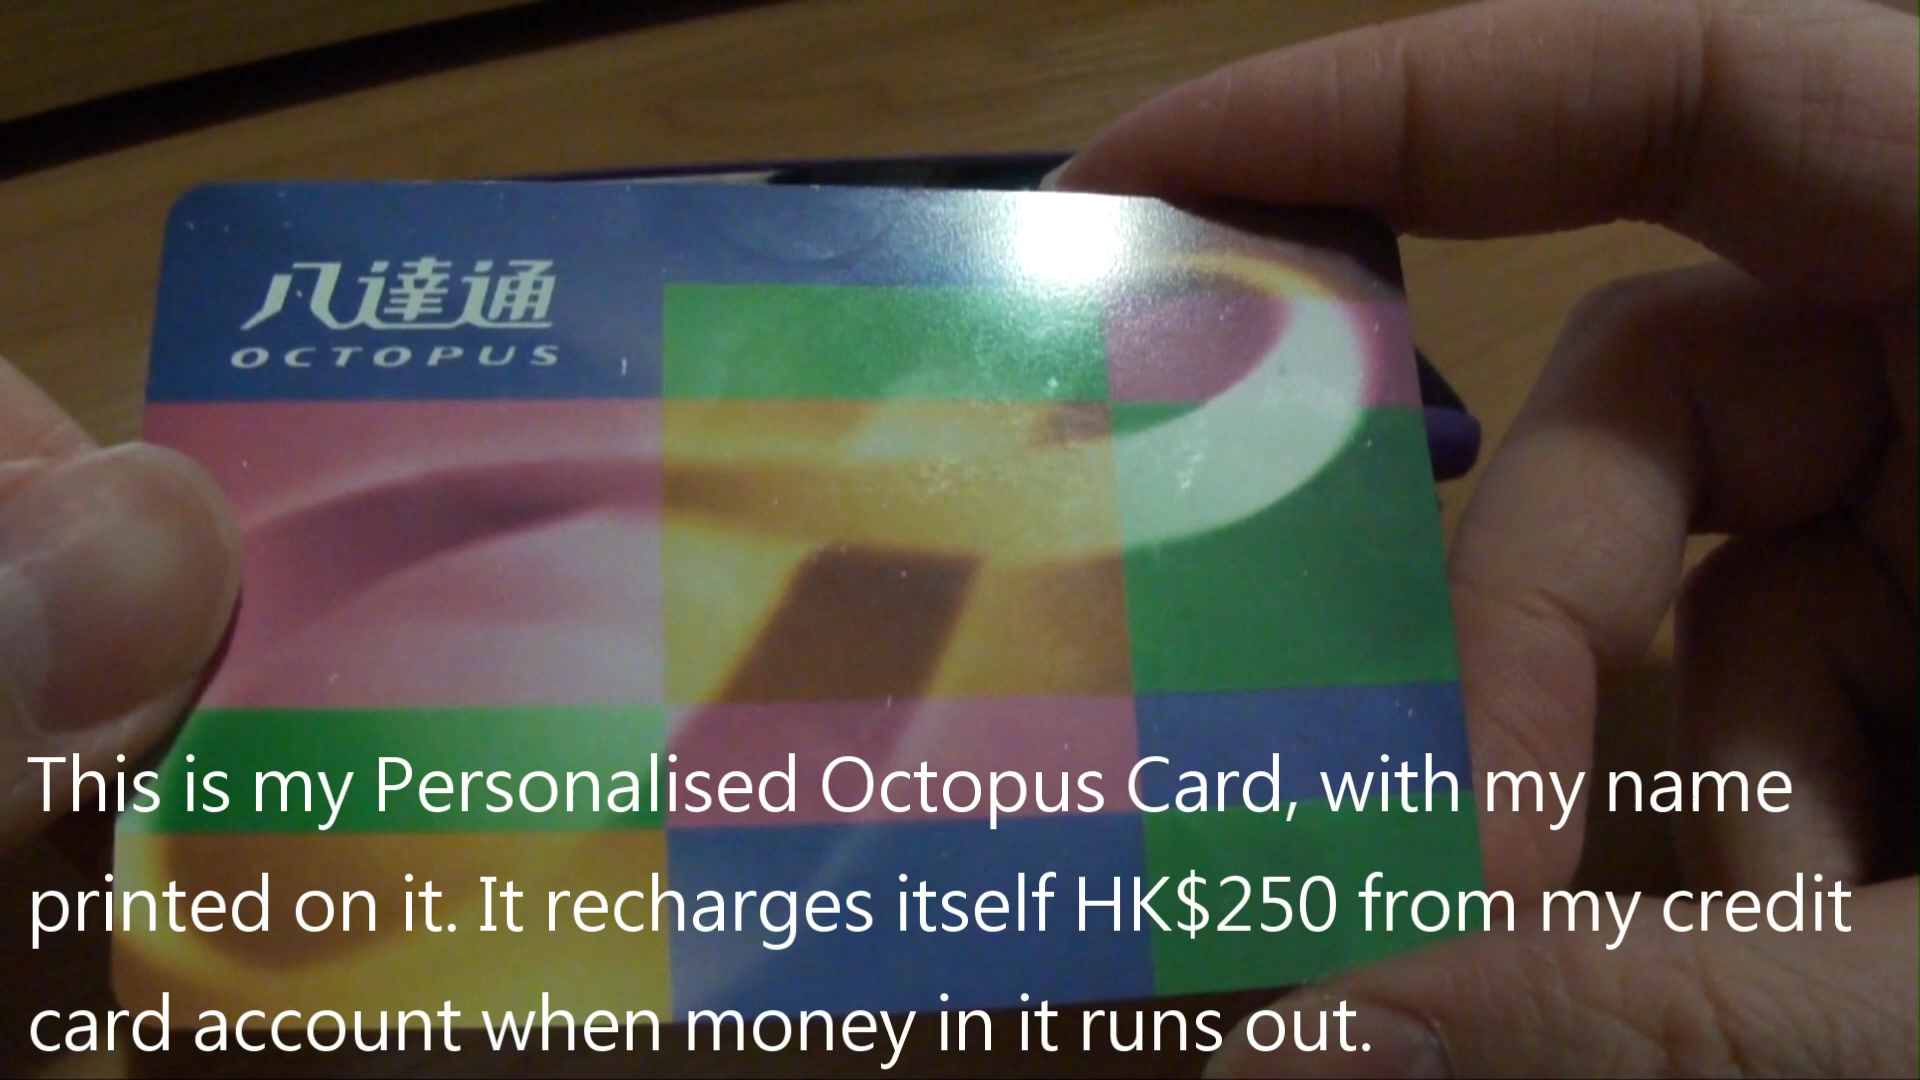 八達通
OCTOPUS
This is my Personalised Octopus Card, with my name
printed on it. It recharges itself HK$250 from my credit
card account when money in it runs out.